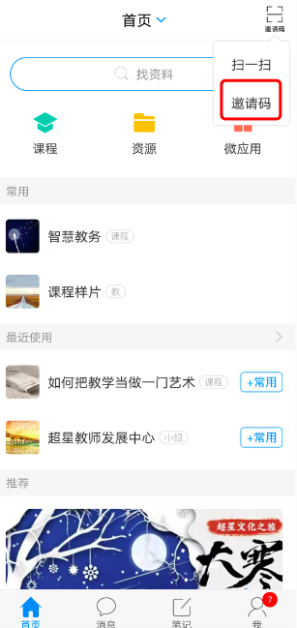 首页
邀请码
扫一扫
找资料
邀请码
课程
资源
微应用
常用
智慧教务 课程
课程样片 教
最近使用
如何把教学当做一门艺术 课程 +常用
超星教师发展中心 小组 +常用
推荐
超星文化之旅
大寒
首页
消息
笔记
7
我